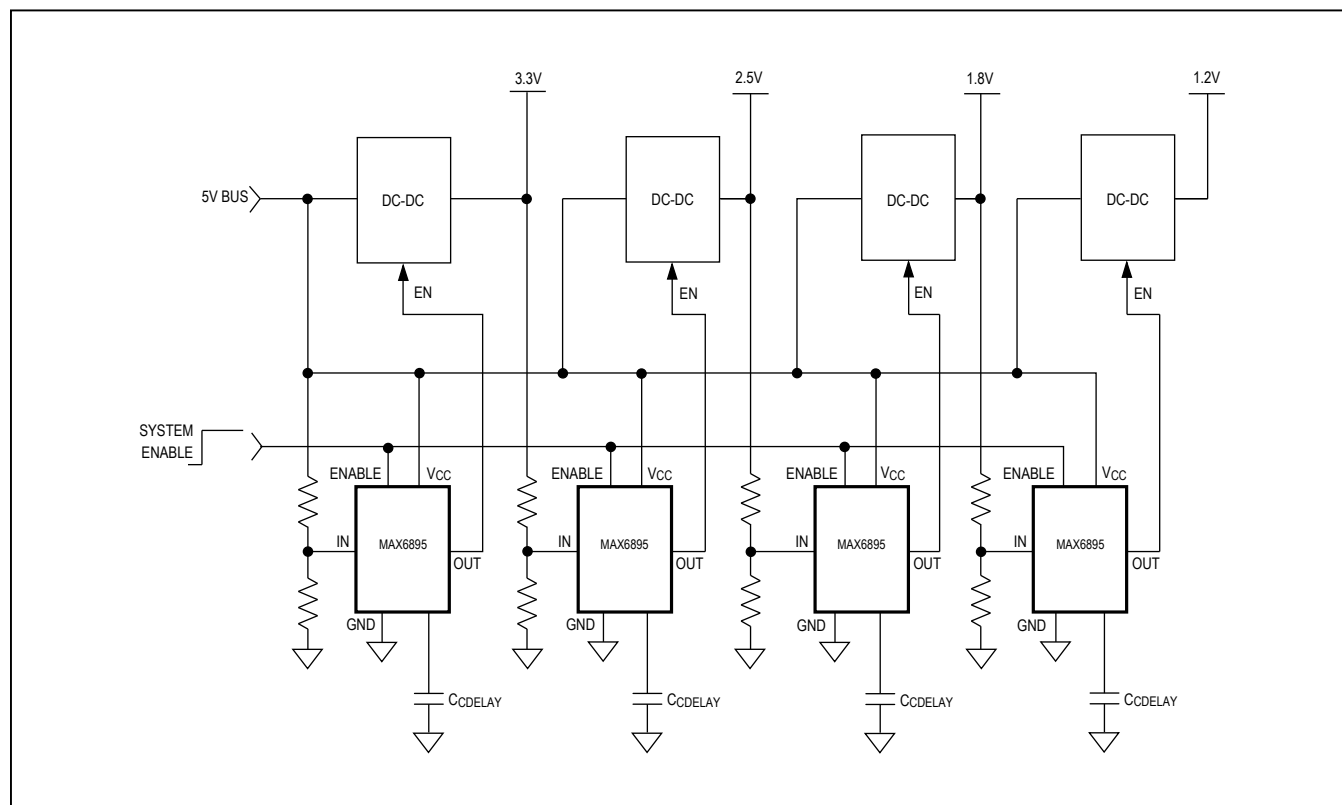 3.3V
2.5V
1.8V
1.2V
5V BUS
DC-DC
DC-DC
DC-DC
DC-DC
EN
EN
EN
EN
SYSTEM
ENABLE
ENABLE
VCC
ENABLE
VCC
ENABLE
VCC
ENABLE
VCC
IN
MAX6895
OUT
IN
MAX6895
OUT
IN
MAX6895
OUT
IN
MAX6895
OUT
GND
GND
GND
GND
CCDELAY
CCDELAY
CCDELAY
CCDELAY